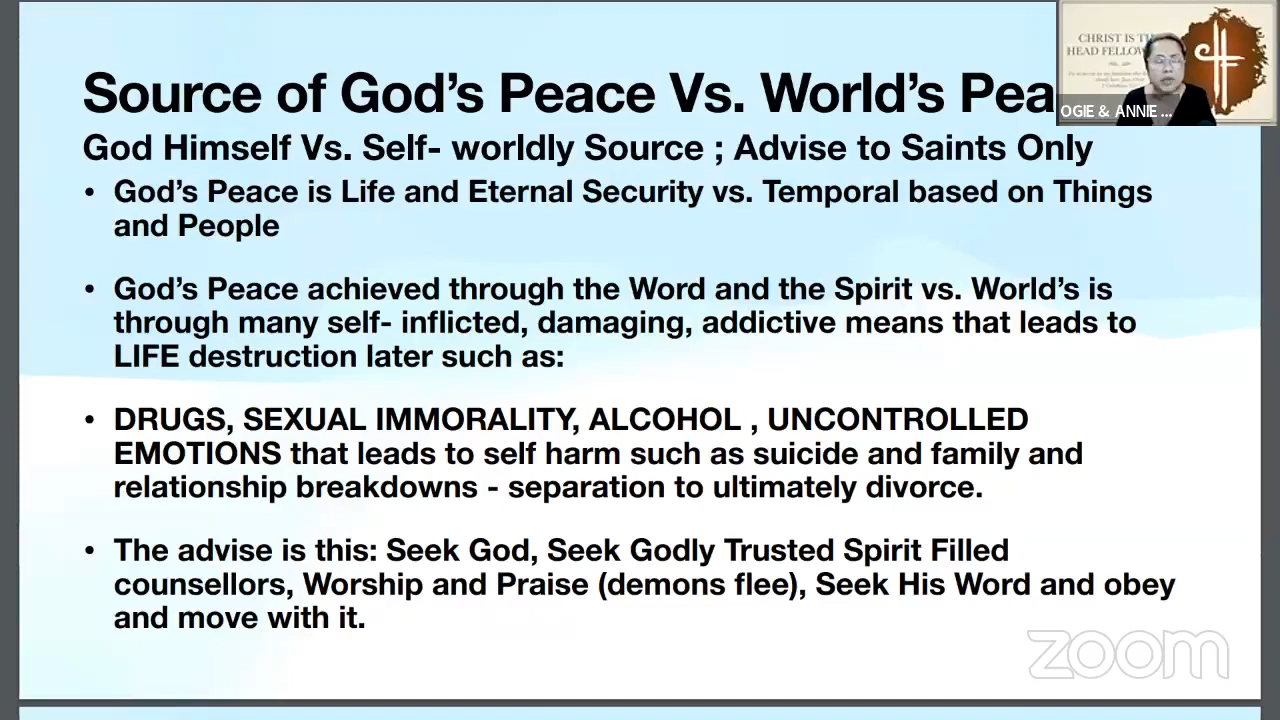 Source of God's Peace Vs. World's Pea
God Himself Vs. Self- worldly Source ; Advise to Saints Only
• God's Peace is Life and Eternal Security vs. Temporal based on Things
and People
• God's Peace achieved through the Word and the Spirit vs. World's is
through many self- inflicted, damaging, addictive means that leads to
LIFE destruction later such as:
• DRUGS, SEXUAL IMMORALITY, ALCOHOL , UNCONTROLLED
EMOTIONS that leads to self harm such as suicide and family and
relationship breakdowns - separation to ultimately divorce.
• The advise is this: Seek God, Seek Godly Trusted Spirit Filled
counsellors, Worship and Praise (demons flee), Seek His Word and obey
and move with it.
CHRIST IS TH
HEAD FELLOW
OGIE & ANNIE ...
zoom